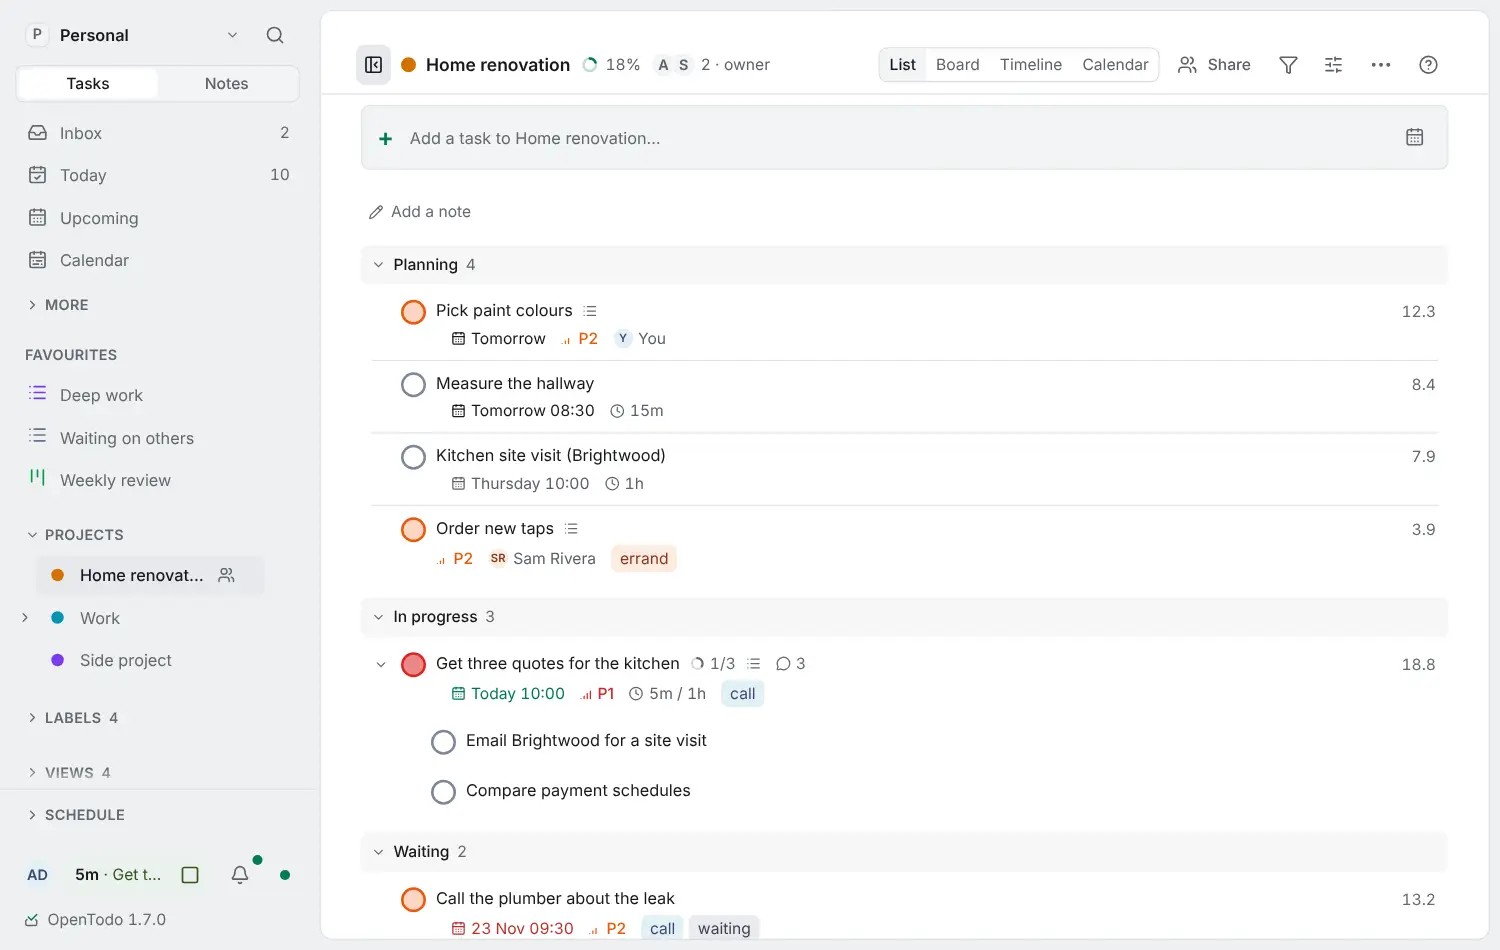 P Personal
Tasks Notes
Inbox 2
Today 10
Upcoming
Calendar
MORE
FAVOURITES
Deep work
Waiting on others
Weekly review
PROJECTS
Home renovat...
Work
Side project
LABELS 4
VIEWS 4
SCHEDULE
AD 5m · Get t...
OpenTodo 1.7.0
Home renovation 18% A S 2 · owner List Board Timeline Calendar Share
Add a task to Home renovation...
Add a note
Planning 4
Pick paint colours 12.3
Tomorrow P2 Y You
Measure the hallway 8.4
Tomorrow 08:30 15m
Kitchen site visit (Brightwood) 7.9
Thursday 10:00 1h
Order new taps 3.9
P2 SR Sam Rivera errand
In progress 3
Get three quotes for the kitchen 1/3 3 18.8
Today 10:00 P1 5m / 1h call
Email Brightwood for a site visit
Compare payment schedules
Waiting 2
Call the plumber about the leak 13.2
23 Nov 09:30 P2 call waiting